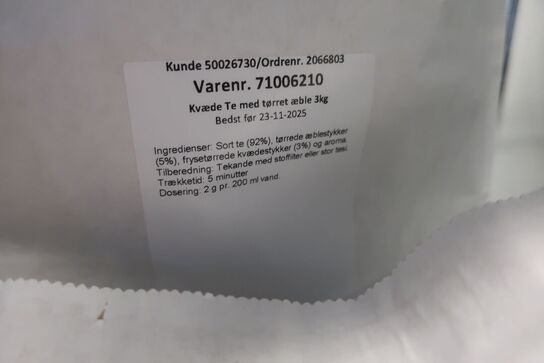 Kunde 50026730/Ordrenr. 2066803
Varenr. 71006210
Kvæde Te med tørret æble 3kg
Bedst før 23-11-2025
Ingredienser: Sort te (92%), tørrede æblestykker
(5%), frysetørrede kvædestykker (3%) og aroma.
Tilberedning: Tekande med stoffilter eller stor tesi.
Trækketid: 5 minutter
Dosering: 2 g pr. 200 ml vand.